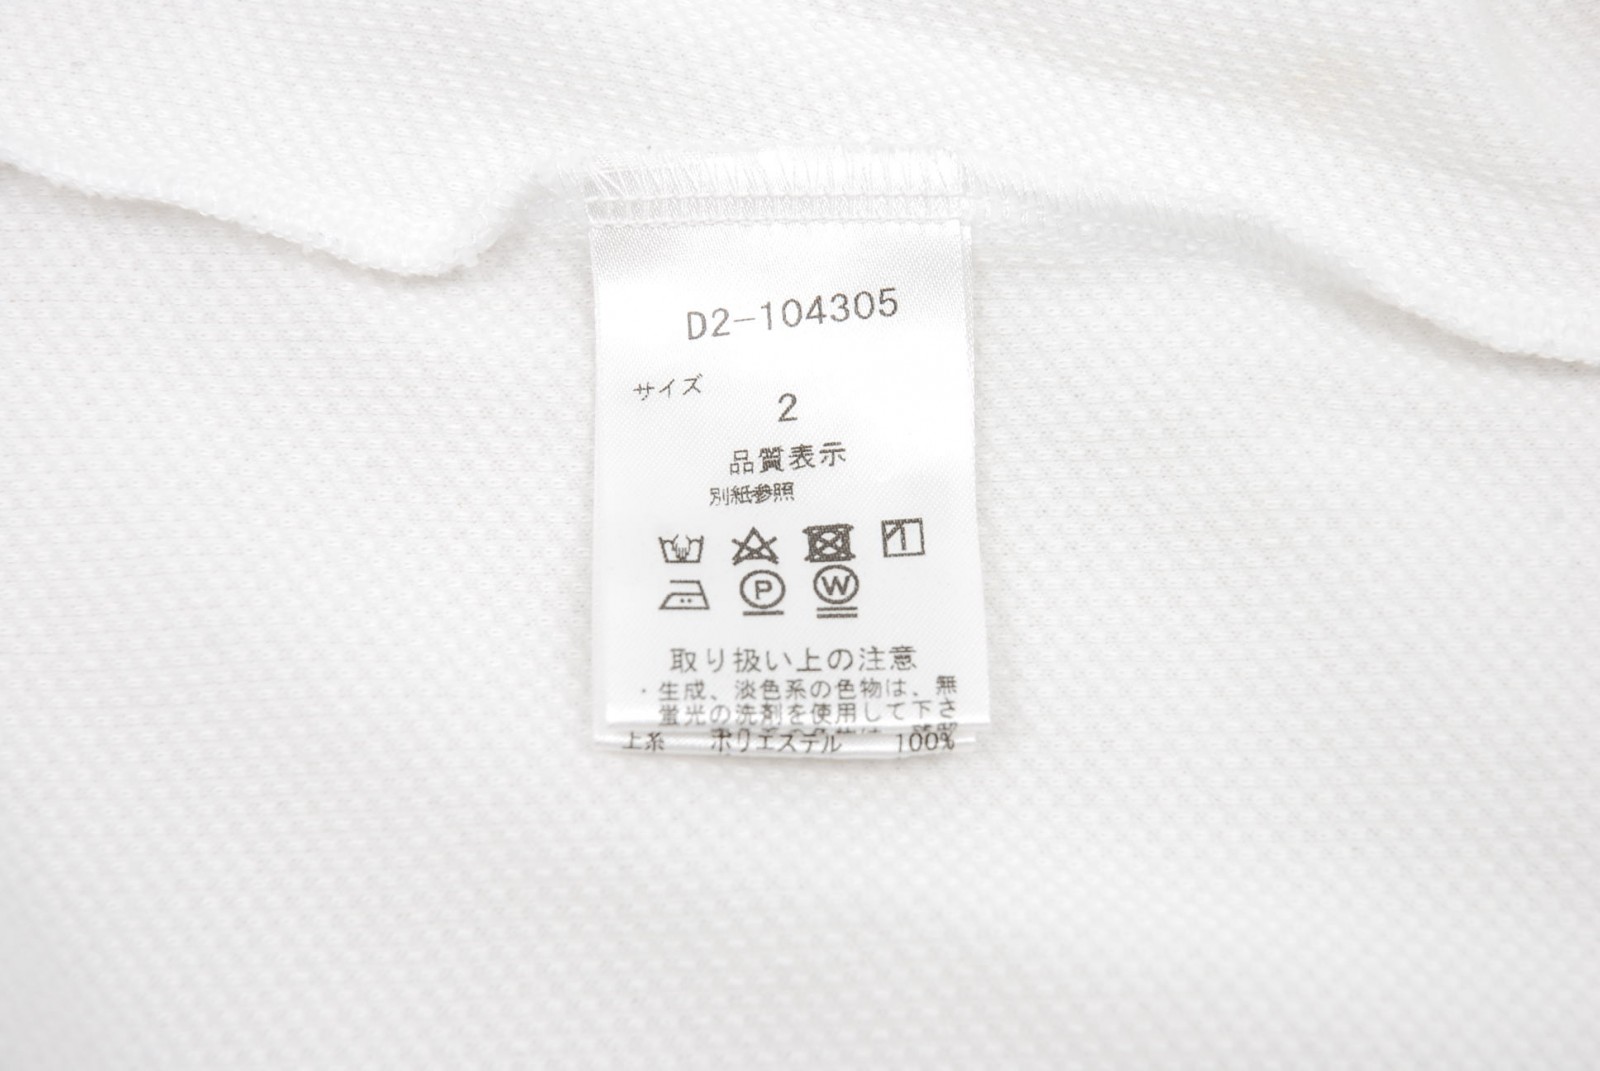 D2-104305
サイズ
2
品質表示
別紙参照
P W
取り扱い上の注意
・生成、淡色系の色物は、無
蛍光の洗剤を使用して下さ
上糸 ポリエステル 100%